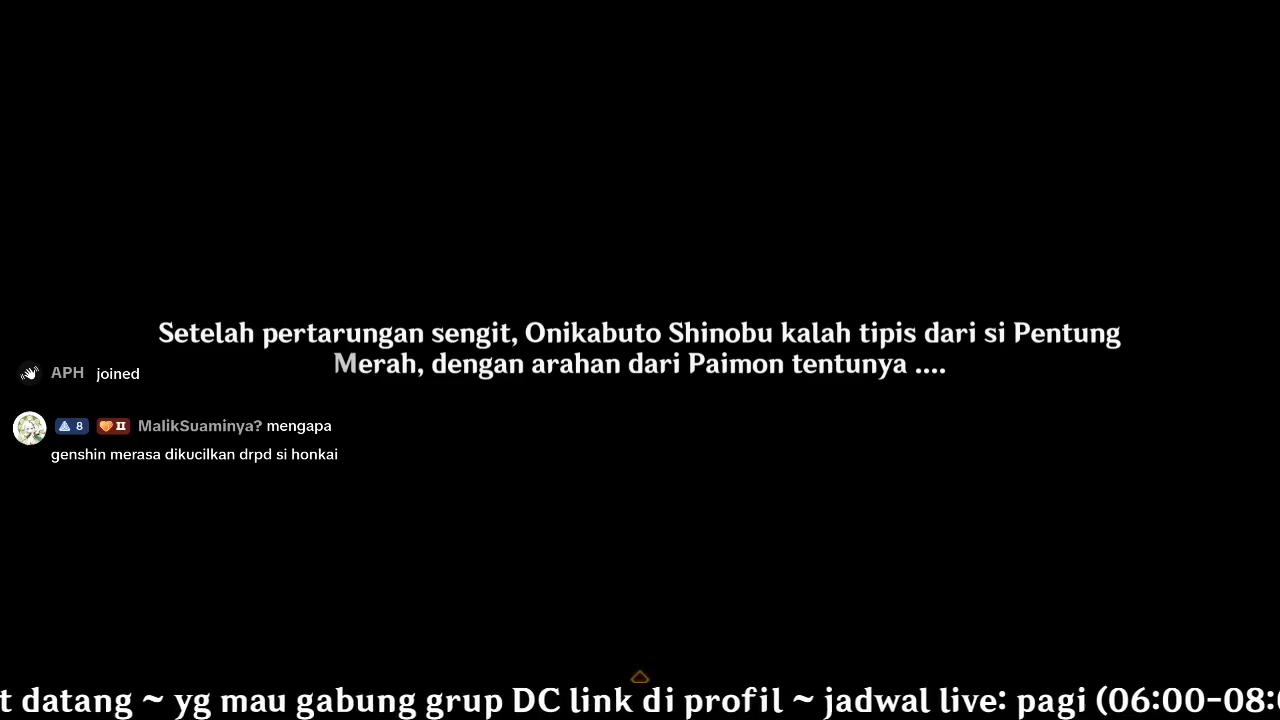 Setelah pertarungan sengit, Onikabuto Shinobu kalah tipis dari si Pentung
Merah, dengan arahan dari Paimon tentunya ....
APH joined
8 II MalikSuaminya? mengapa
genshin merasa dikucilkan drpd si honkai
t datang ~ yg mau gabung grup DC link di profil ~ jadwal live: pagi (06:00-08: